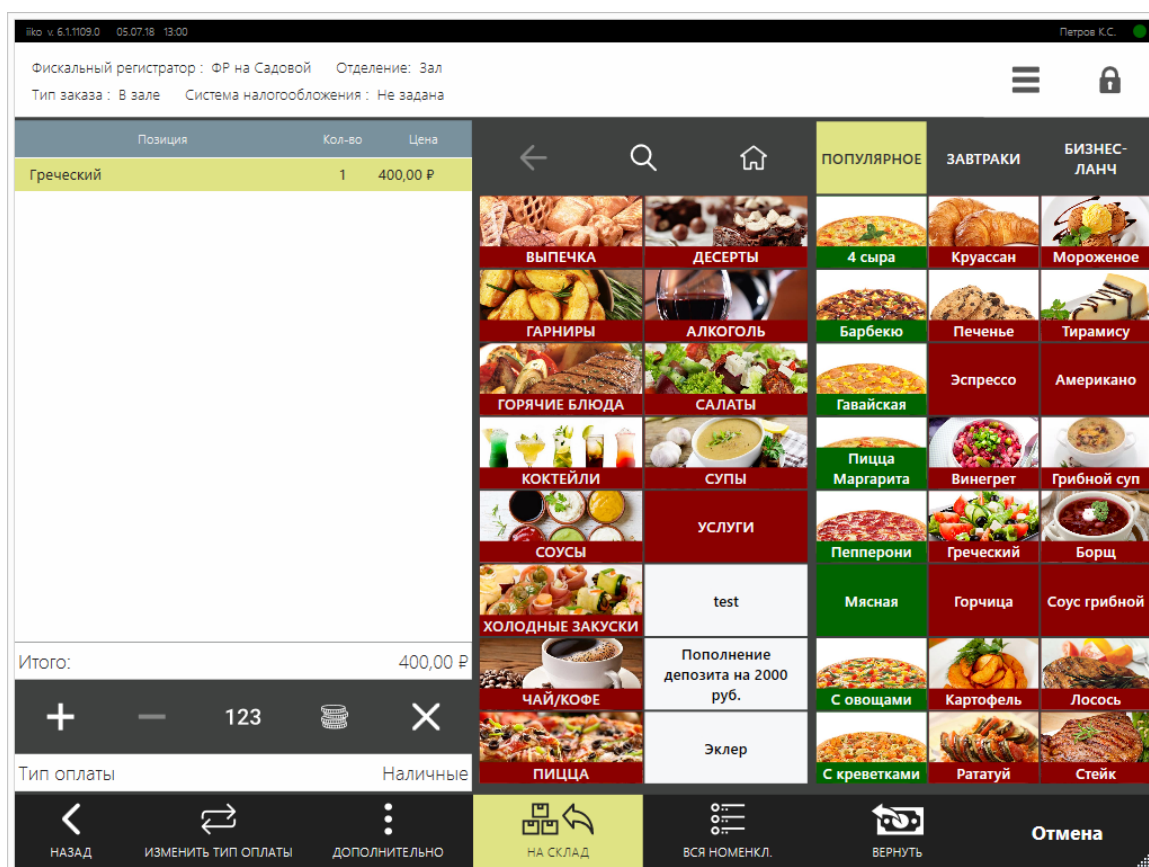 iiko v. 6.1.1109.0 05.07.18 13:00 Петров К.С.
Фискальный регистратор : ФР на Садовой Отделение: Зал
Тип заказа : В зале Система налогообложения : Не задана
Позиция Кол-во Цена
Греческий 1 400,00 ₽
Итого: 400,00 ₽
123
Тип оплаты Наличные
ВЫПЕЧКА ДЕСЕРТЫ
ГАРНИРЫ АЛКОГОЛЬ
ГОРЯЧИЕ БЛЮДА САЛАТЫ
КОКТЕЙЛИ СУПЫ
СОУСЫ УСЛУГИ
ХОЛОДНЫЕ ЗАКУСКИ test
ЧАЙ/КОФЕ Пополнение
депозита на 2000
руб.
ПИЦЦА Эклер
ПОПУЛЯРНОЕ ЗАВТРАКИ БИЗНЕС-
ЛАНЧ
4 сыра Круассан Мороженое
Барбекю Печенье Тирамису
Гавайская Эспрессо Американо
Пицца
Маргарита Винегрет Грибной суп
Пепперони Греческий Борщ
Мясная Горчица Соус грибной
С овощами Картофель Лосось
С креветками Рататуй Стейк
НАЗАД ИЗМЕНИТЬ ТИП ОПЛАТЫ ДОПОЛНИТЕЛЬНО НА СКЛАД ВСЯ НОМЕНКЛ. ВЕРНУТЬ Отмена